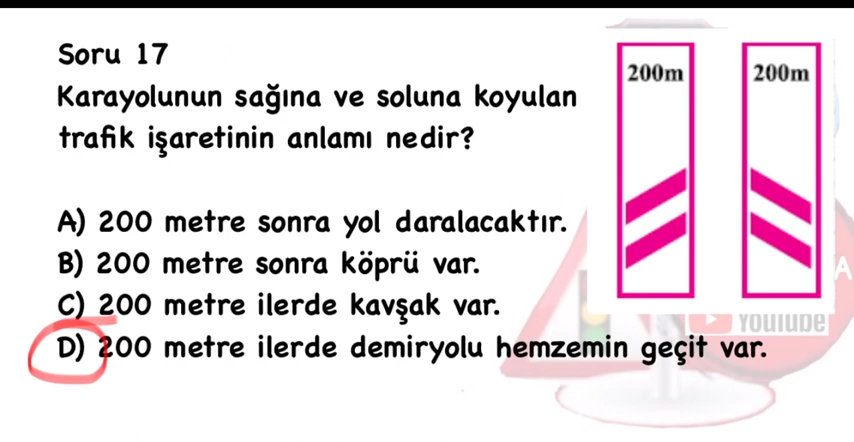 Soru 17
Karayolunun sağına ve soluna koyulan
trafik işaretinin anlamı nedir?
200m
200m
A) 200 metre sonra yol daralacaktır.
B) 200 metre sonra köprü var.
C) 200 metre ilerde kavşak var.
D) 200 metre ilerde demiryolu hemzemin geçit var.
YouTube
A